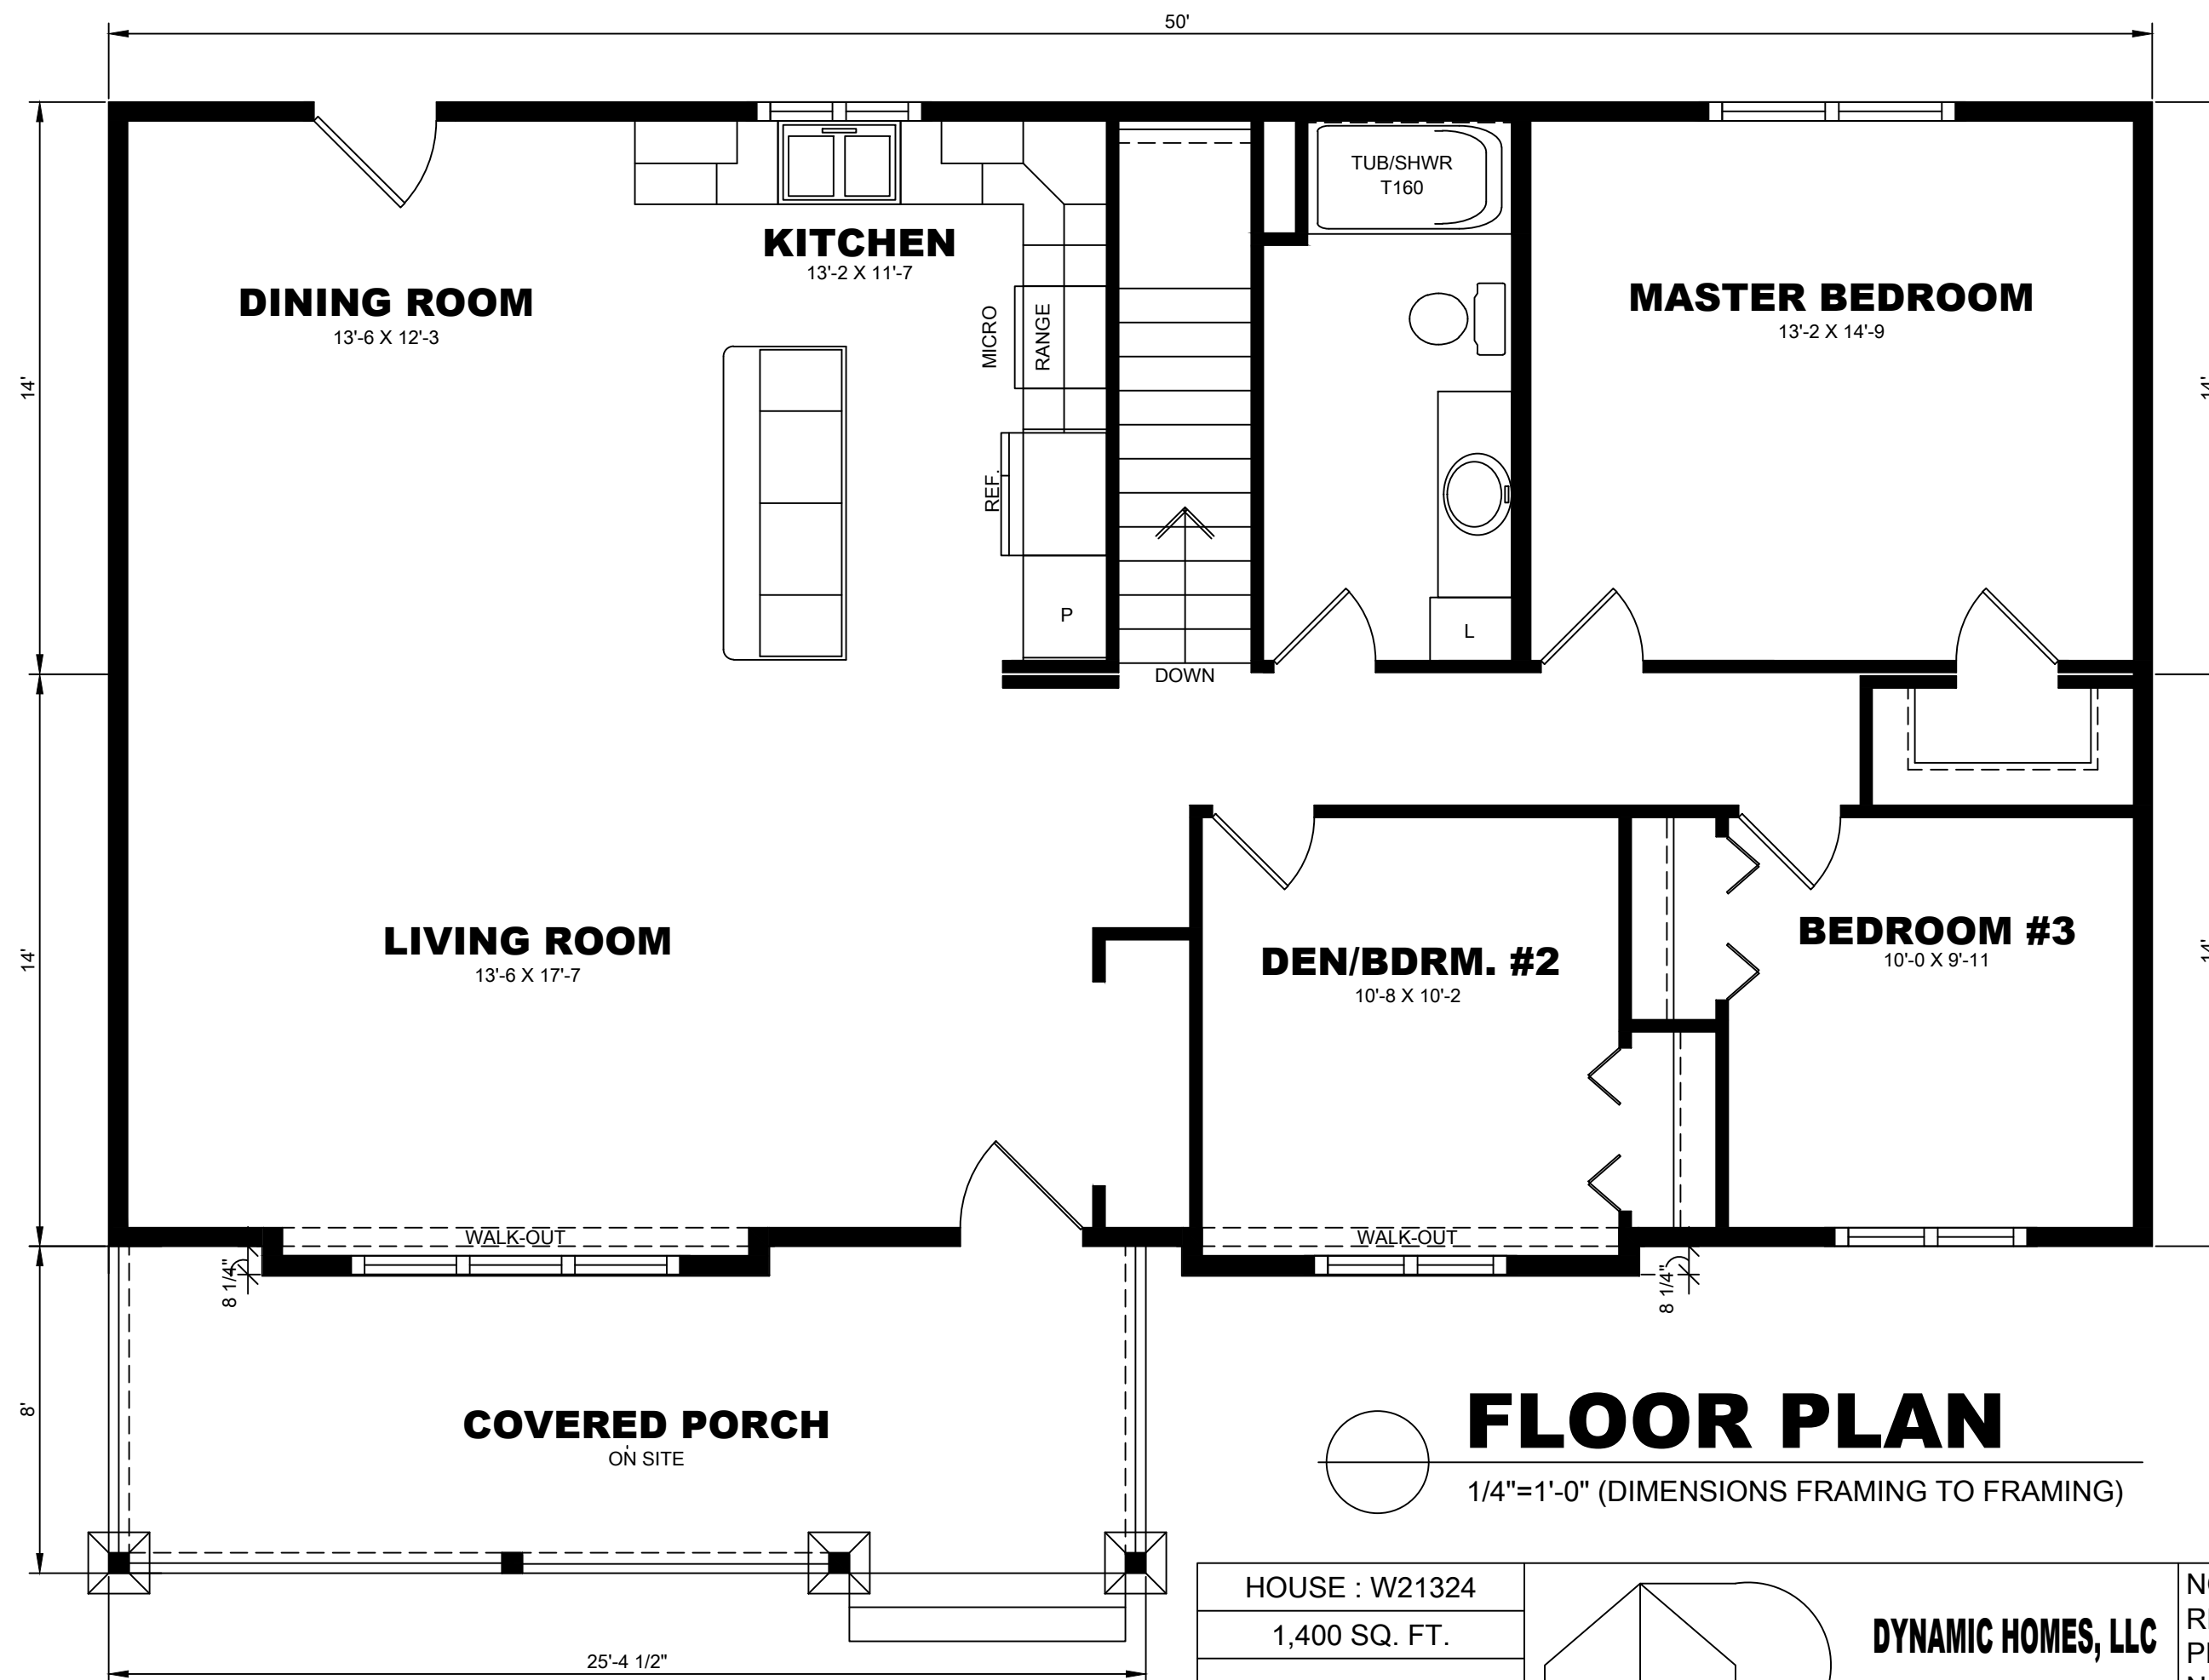 50'
TUB/SHWR
T160
KITCHEN
13'-2 X 11'-7
DINING ROOM
13'-6 X 12'-3
MASTER BEDROOM
13'-2 X 14'-9
MICRO
RANGE
14'
14'
REF.
P
L
DOWN
LIVING ROOM
13'-6 X 17'-7
DEN/BDRM. #2
10'-8 X 10'-2
BEDROOM #3
10'-0 X 9'-11
14'
14'
WALK-OUT
WALK-OUT
8 1/4"
8 1/4"
COVERED PORCH
ON SITE
8'
FLOOR PLAN
1/4"=1'-0" (DIMENSIONS FRAMING TO FRAMING)
HOUSE : W21324
1,400 SQ. FT.
DYNAMIC HOMES, LLC
25'-4 1/2"